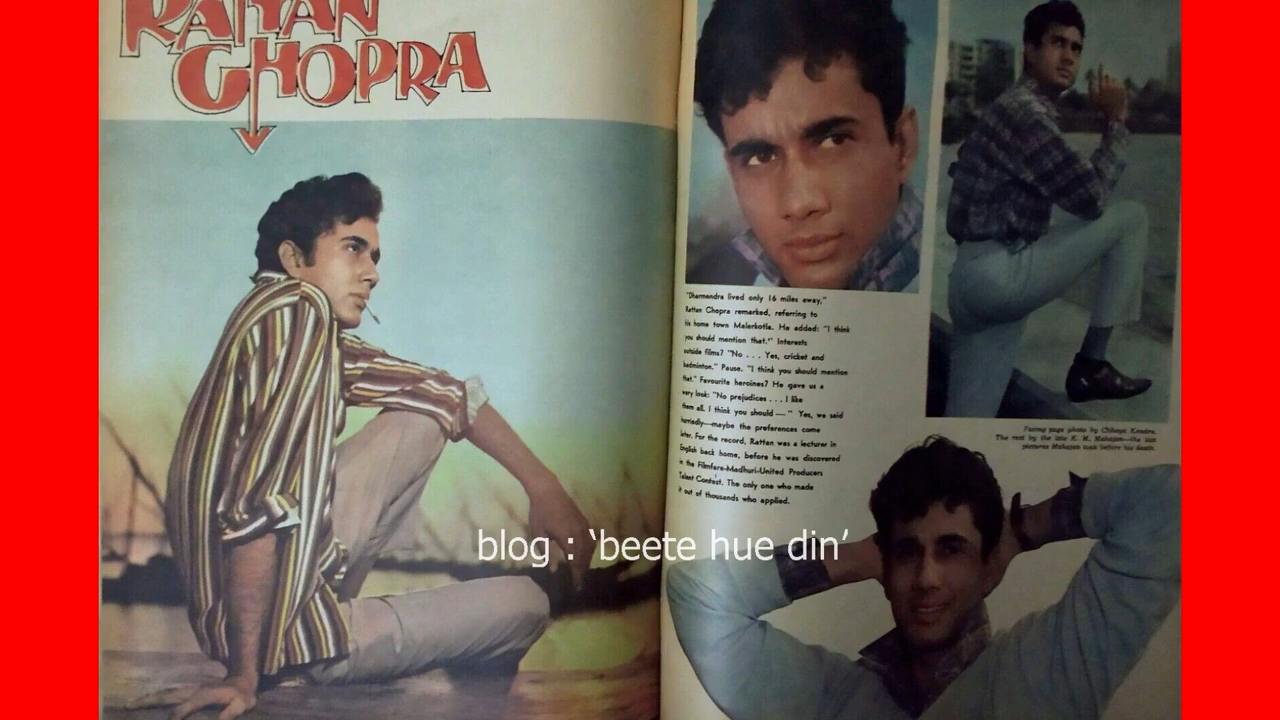 RATTAN
CHOPRA
"Dharmendra lived only 16 miles away,"
Rattan Chopra remarked, referring to
his home town Malerkotla. He added: "I think
you should mention that." Interests
outside films? "No . . . Yes, cricket and
badminton." Pause. "I think you should mention
that." Favourite heroines? He gave us a
wry look: "No prejudices . . . I like
them all. I think you should — " Yes, we said
hurriedly—maybe the preferences come
later. For the record, Rattan was a lecturer in
English back home, before he was discovered
in the Filmfare-Madhuri-United Producers
Talent Contest. The only one who made
it out of thousands who applied.
Facing page photo by Chhaya Kendra.
The rest by the late K. M. Mahajan—the last
pictures Mahajan took before his death.
blog : ‘beete hue din’